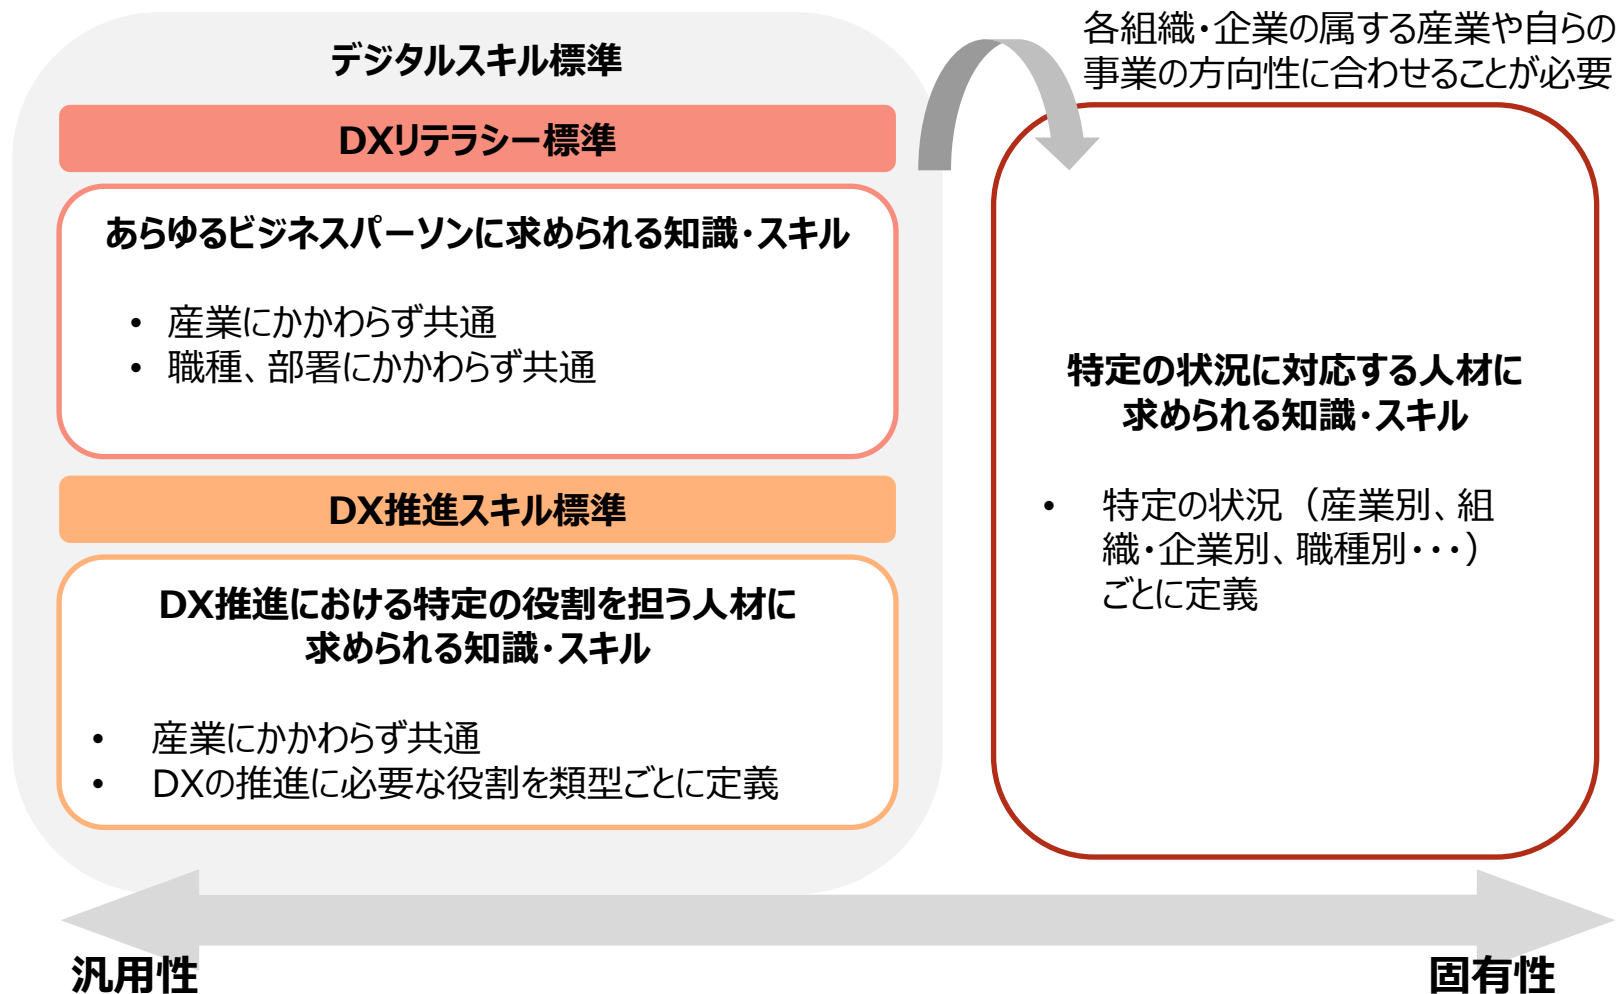 各組織・企業の属する産業や自らの
事業の方向性に合わせることが必要
デジタルスキル標準
DXリテラシー標準
あらゆるビジネスパーソンに求められる知識・スキル
• 産業にかかわらず共通
• 職種、部署にかかわらず共通
DX推進スキル標準
DX推進における特定の役割を担う人材に
求められる知識・スキル
• 産業にかかわらず共通
• DXの推進に必要な役割を類型ごとに定義
特定の状況に対応する人材に
求められる知識・スキル
• 特定の状況（産業別、組
織・企業別、職種別・・・）
ごとに定義
汎用性
固有性